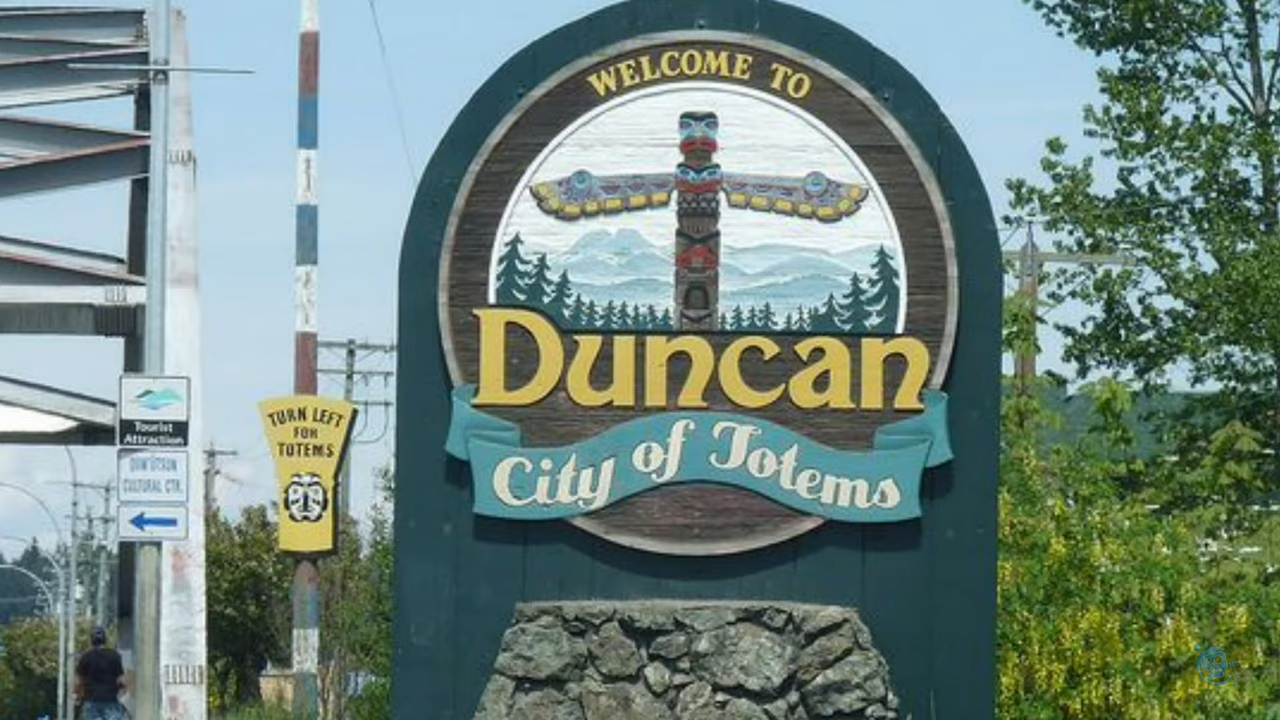 WELCOME TO
Duncan
City of Totems
TURN LEFT
FOR
TOTEMS
Tourist
Attraction
CULTURAL CTR.